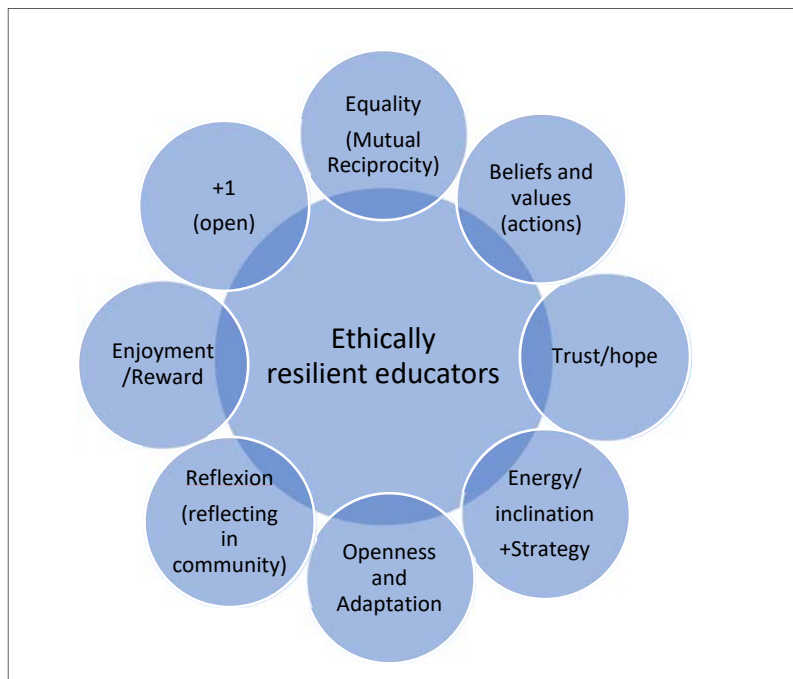 Equality
(Mutual
Reciprocity)
Beliefs and
values
(actions)
Trust/hope
Energy/
inclination
+Strategy
Openness
and
Adaptation
Reflexion
(reflecting
in
community)
Enjoyment
/Reward
+1
(open)
Ethically
resilient educators